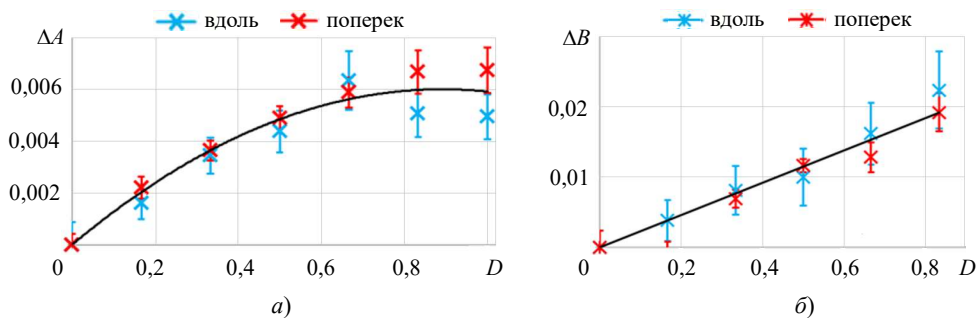 вдоль поперек
ΔA
0,006
0,004
0,002
0 0,2 0,4 0,6 0,8 D
а)
вдоль поперек
ΔB
0,02
0,01
0 0,2 0,4 0,6 0,8 D
б)